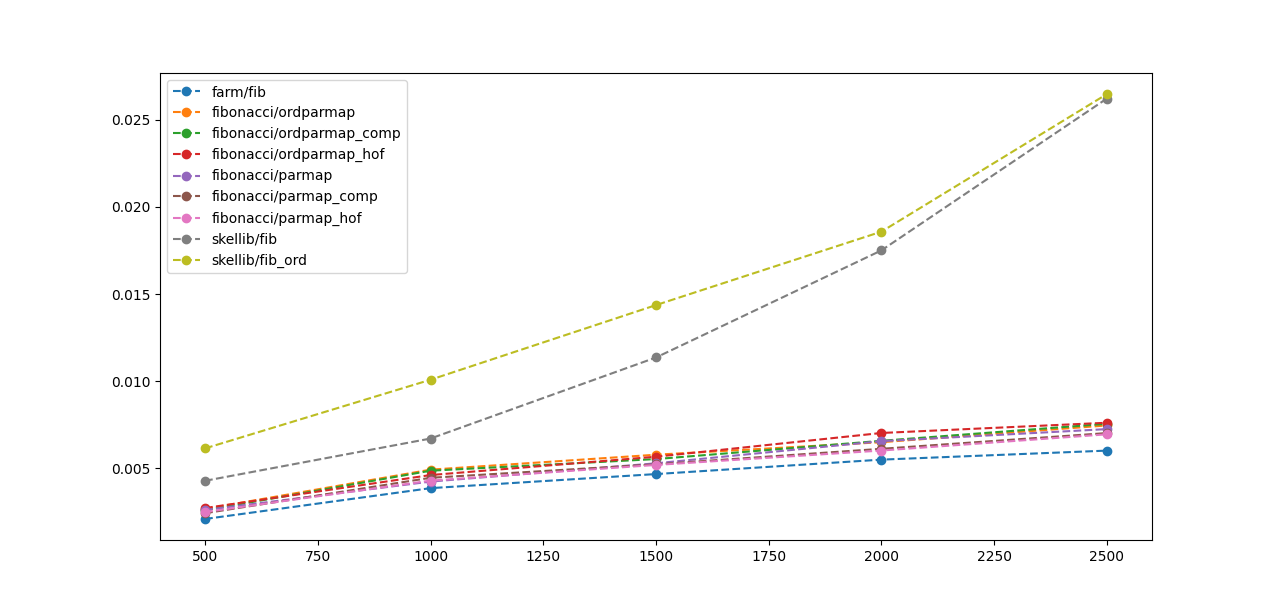 farm/fib
fibonacci/ordparmap
fibonacci/ordparmap_comp
fibonacci/ordparmap_hof
fibonacci/parmap
fibonacci/parmap_comp
fibonacci/parmap_hof
skellib/fib
skellib/fib_ord
0.025
0.020
0.015
0.010
0.005
500 750 1000 1250 1500 1750 2000 2250 2500